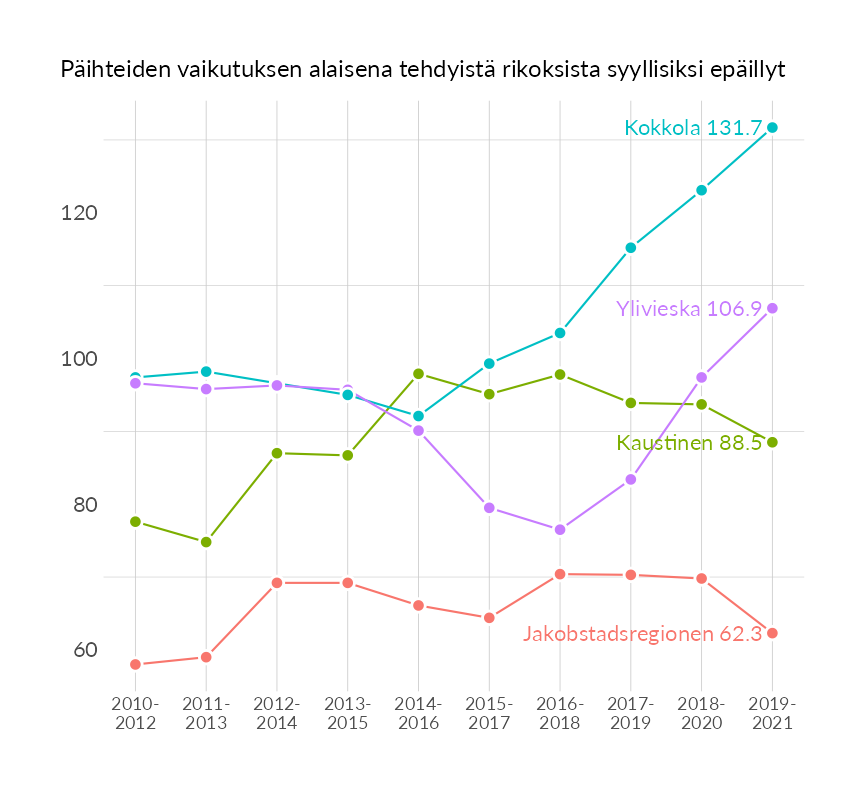 Päihteiden vaikutuksen alaisena tehdyistä rikoksista syyllisiksi epäillyt
Kokkola 131.7
120
Ylivieska 106.9
100
Kaustinen 88.5
80
Jakobstadsregionen 62.3
60
2010-2012
2011-2013
2012-2014
2013-2015
2014-2016
2015-2017
2016-2018
2017-2019
2018-2020
2019-2021